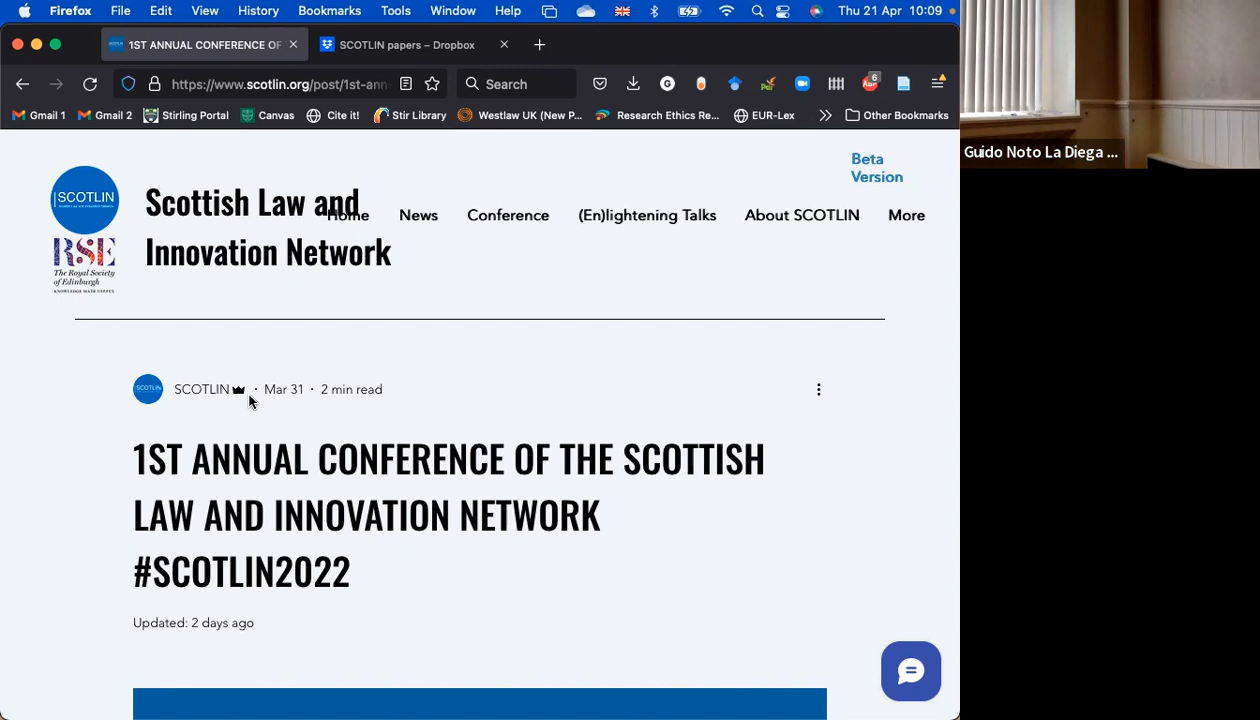 Firefox File Edit View History Bookmarks Tools Window Help Thu 21 Apr 10:09
1ST ANNUAL CONFERENCE OF
SCOTLIN papers – Dropbox
https://www.scotlin.org/post/1st-ann
Search
6
Gmail 1 Gmail 2 Stirling Portal Canvas Cite it! Stir Library Westlaw UK (New P... Research Ethics Re... EUR-Lex Other Bookmarks
Guido Noto La Diega ...
Beta
Version
SCOTLIN
Scottish Law and
Innovation Network
Home News Conference (En)lightening Talks About SCOTLIN More
RSE
The Royal Society
of Edinburgh
KNOWLEDGE MADE USEFUL
SCOTLIN
SCOTLIN · Mar 31 · 2 min read
1ST ANNUAL CONFERENCE OF THE SCOTTISH
LAW AND INNOVATION NETWORK
#SCOTLIN2022
Updated: 2 days ago